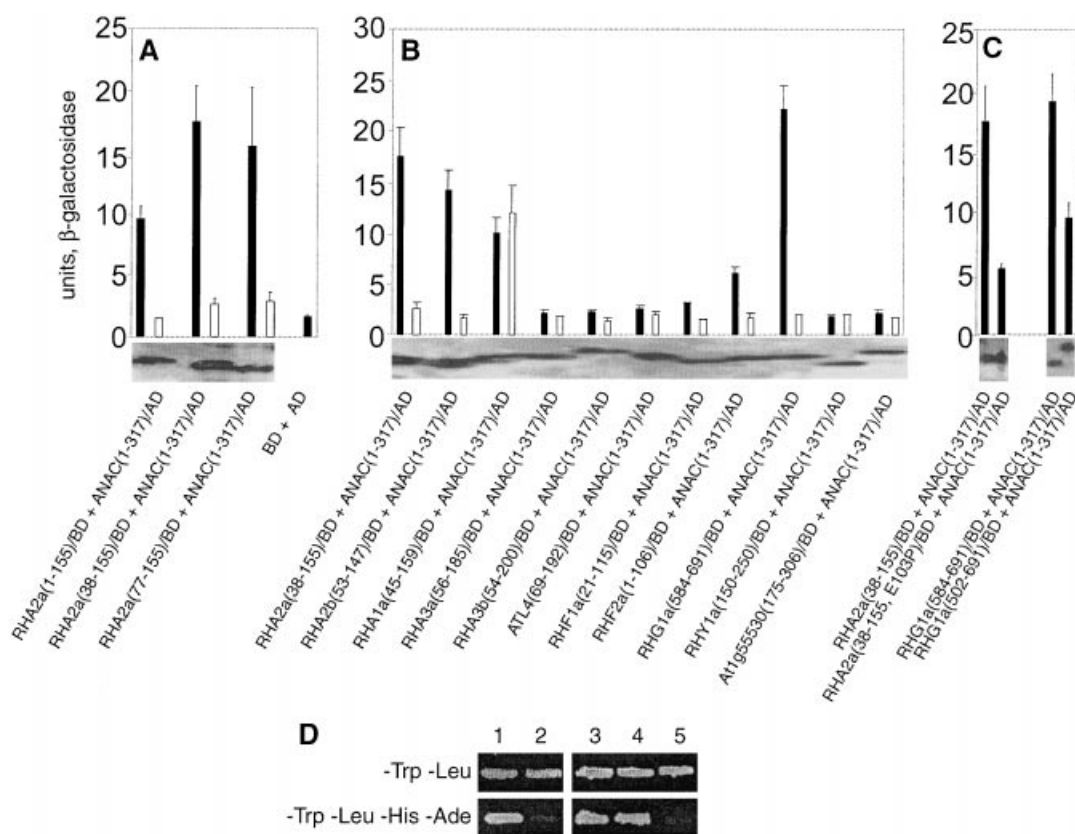 A
B
C
units, β-galactosidase
25
20
15
10
5
0
30
25
20
15
10
5
0
25
20
15
10
5
0
RHA2a(1-155)/BD + ANAC(1-317)/AD
RHA2a(38-155)/BD + ANAC(1-317)/AD
RHA2a(77-155)/BD + ANAC(1-317)/AD
BD + AD
RHA2a(38-155)/BD + ANAC(1-317)/AD
RHA2b(53-147)/BD + ANAC(1-317)/AD
RHA1a(45-159)/BD + ANAC(1-317)/AD
RHA3a(56-185)/BD + ANAC(1-317)/AD
RHA3b(54-200)/BD + ANAC(1-317)/AD
ATL4(69-192)/BD + ANAC(1-317)/AD
RHF1a(21-115)/BD + ANAC(1-317)/AD
RHF2a(1-106)/BD + ANAC(1-317)/AD
RHG1a(584-691)/BD + ANAC(1-317)/AD
RHY1a(150-250)/BD + ANAC(1-317)/AD
At1g55530(175-306)/BD + ANAC(1-317)/AD
RHA2a(38-155)/BD + ANAC(1-317)/AD
RHA2a(38-155, E103P)/BD + ANAC(1-317)/AD
RHG1a(584-691)/BD + ANAC(1-317)/AD
RHG1a(502-691)/BD + ANAC(1-317)/AD
D
1 2 3 4 5
-Trp -Leu
-Trp -Leu -His -Ade